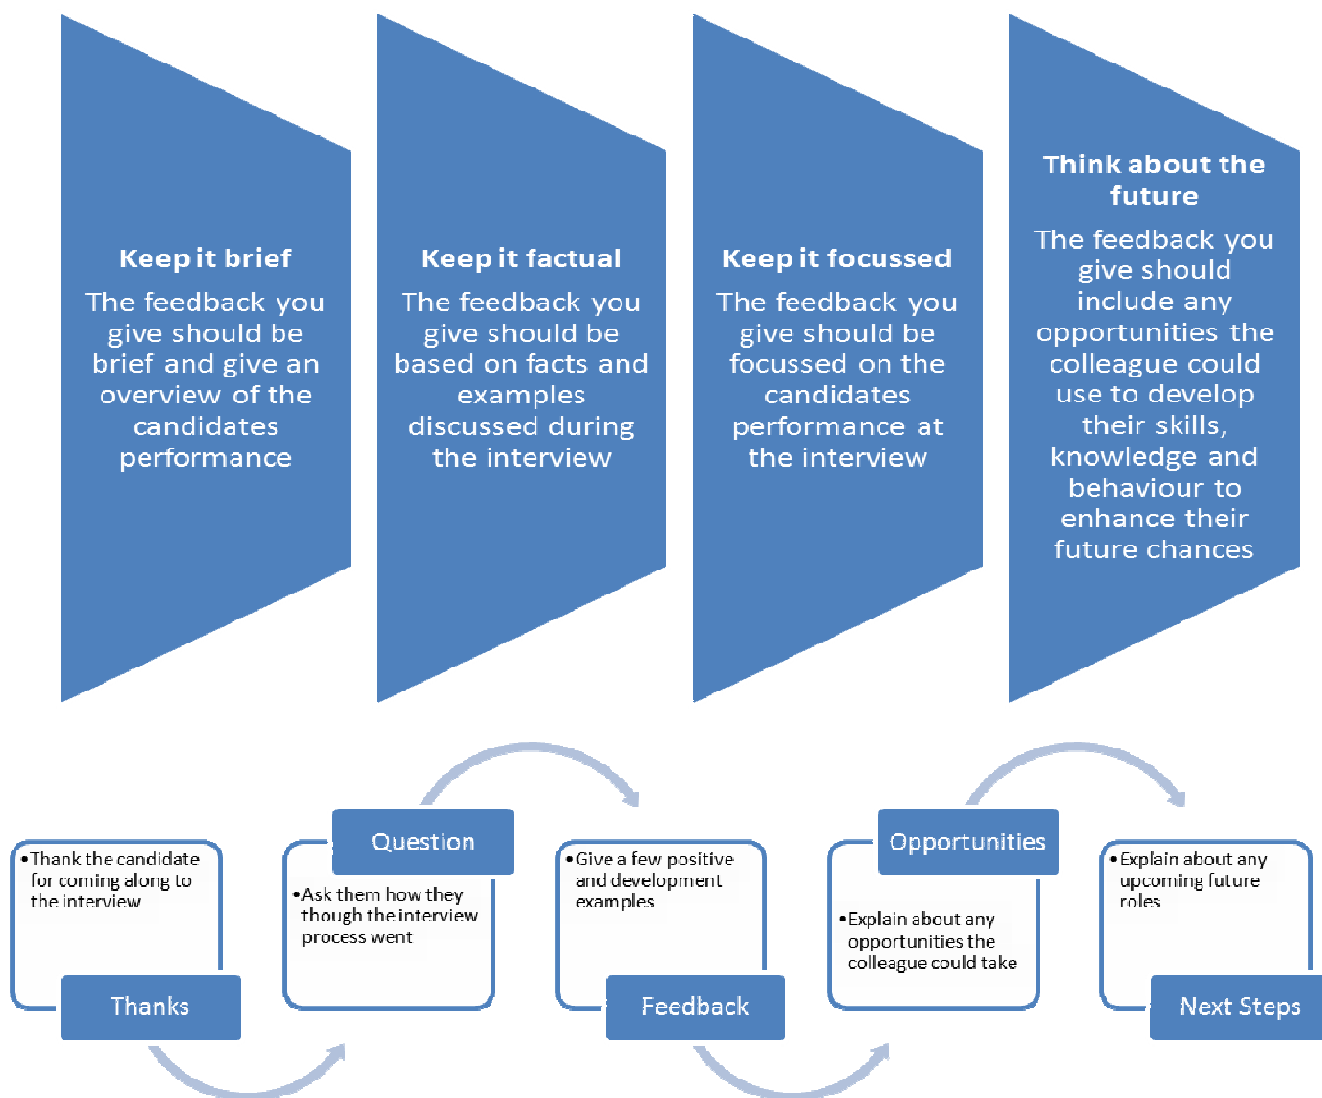 Keep it brief
The feedback you
give should be
brief and give an
overview of the
candidates
performance
Keep it factual
The feedback you
give should be
based on facts and
examples
discussed during
the interview
Keep it focussed
The feedback you
give should be
focussed on the
candidates
performance at
the interview
Think about the
future
The feedback you
give should
include any
opportunities the
colleague could
use to develop
their skills,
knowledge and
behaviour to
enhance their
future chances
•Thank the candidate
for coming along to
the interview
Thanks
Question
•Ask them how they
though the interview
process went
•Give a few positive
and development
examples
Feedback
Opportunities
•Explain about any
opportunities the
colleague could take
•Explain about any
upcoming future
roles
Next Steps